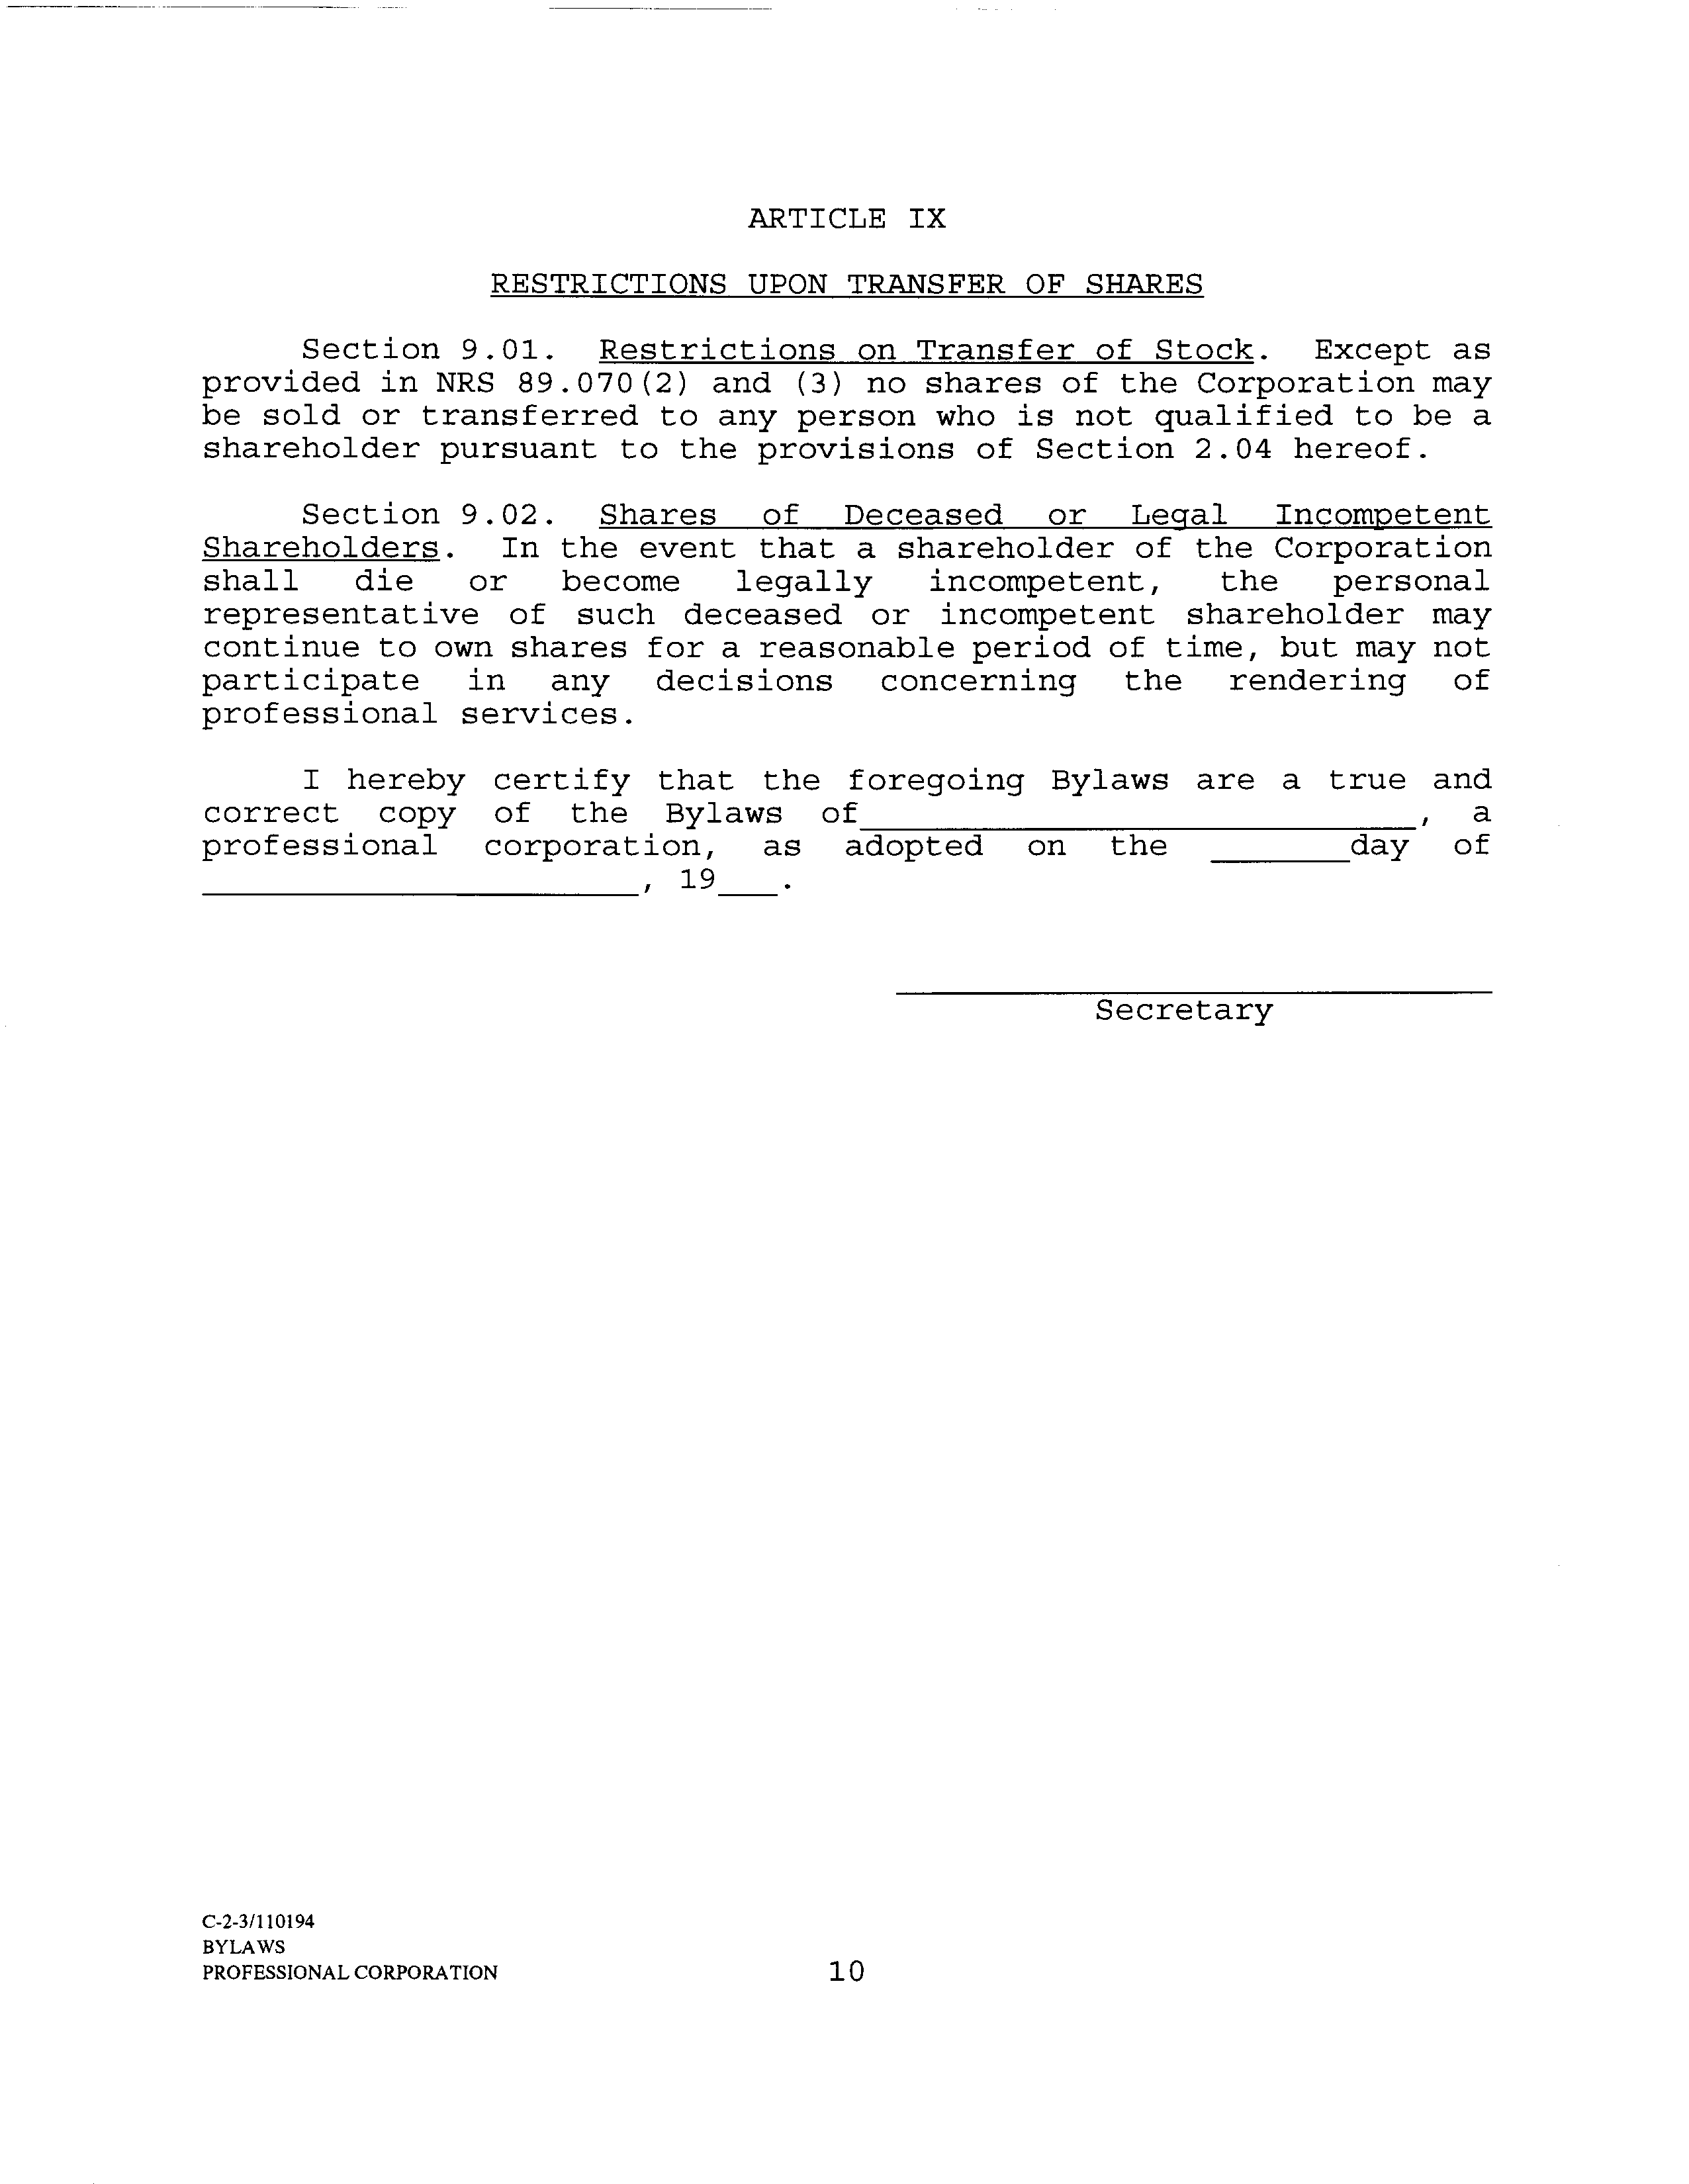 ARTICLE IX
RESTRICTIONS UPON TRANSFER OF SHARES
Section 9.01. Restrictions on Transfer of Stock. Except as
provided in NRS 89.070(2) and (3) no shares of the Corporation may
be sold or transferred to any person who is not qualified to be a
shareholder pursuant to the provisions of Section 2.04 hereof.
Section 9.02. Shares of Deceased or Legal Incompetent
Shareholders. In the event that a shareholder of the Corporation
shall die or become legally incompetent, the personal
representative of such deceased or incompetent shareholder may
continue to own shares for a reasonable period of time, but may not
participate in any decisions concerning the rendering of
professional services.
I hereby certify that the foregoing Bylaws are a true and
correct copy of the Bylaws of____________________________, a
professional corporation, as adopted on the _______day of
______________________, 19___.
Secretary
C-2-3/110194
BYLAWS
PROFESSIONAL CORPORATION
10